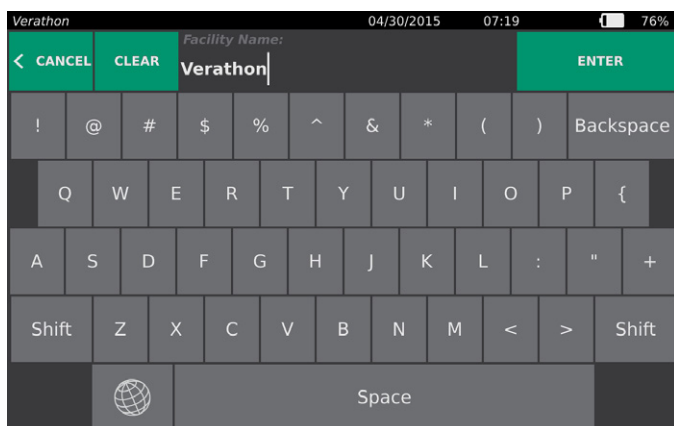 Verathon 04/30/2015 07:19 76%
Facility Name:
< CANCEL CLEAR Verathon ENTER
! @ # $ % ^ & * ( ) Backspace
Q W E R T Y U I O P {
A S D F G H J K L : " +
Shift Z X C V B N M < > Shift
Space